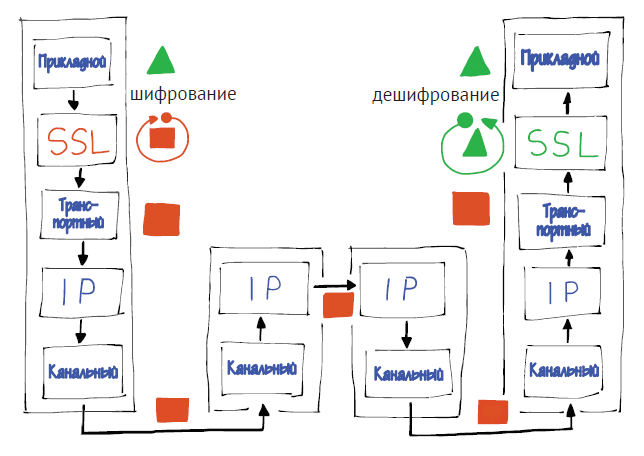 Прикладной
шифрование
SSL
Транс-
портный
IP
Канальный
IP
Канальный
IP
Канальный
Прикладной
дешифрование
SSL
Транс-
портный
IP
Канальный